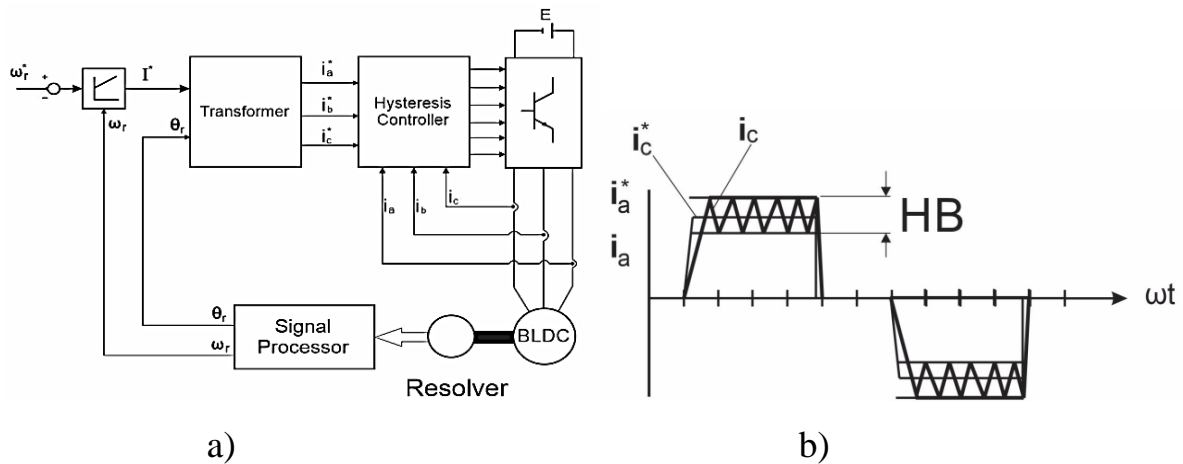 E
ω*r
+
−
I*
ωr
θr
Transformer
i*a
i*b
i*c
Hysteresis
Controller
ia
ib
ic
θr
ωr
Signal
Processor
BLDC
Resolver
a)
i*c
ic
i*a
ia
HB
ωt
b)